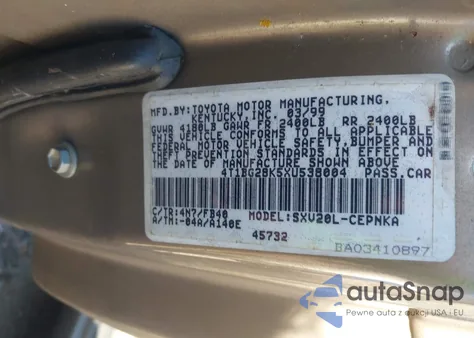 MFD.BY:TOYOTA MOTOR MANUFACTURING.
KENTUCKY,INC. 03/99
GVWR 4180LB GAWR FR 2400LB RR 2400LB
THIS VEHICLE CONFORMS TO ALL APPLICABLE
FEDERAL MOTOR VEHICLE SAFETY, BUMPER AND
THEFT PREVENTION STANDARDS IN EFFECT ON
THE DATE OF MANUFACTURE SHOWN ABOVE.
4T1BG28K5XU538004 PASS.CAR
C/TR:4N7/FB40 MODEL:SXV20L-CEPNKA
A/TM:-04A/A140E
45732
BA03410897
autoSnap
Pewne auta z aukcji USA i EU